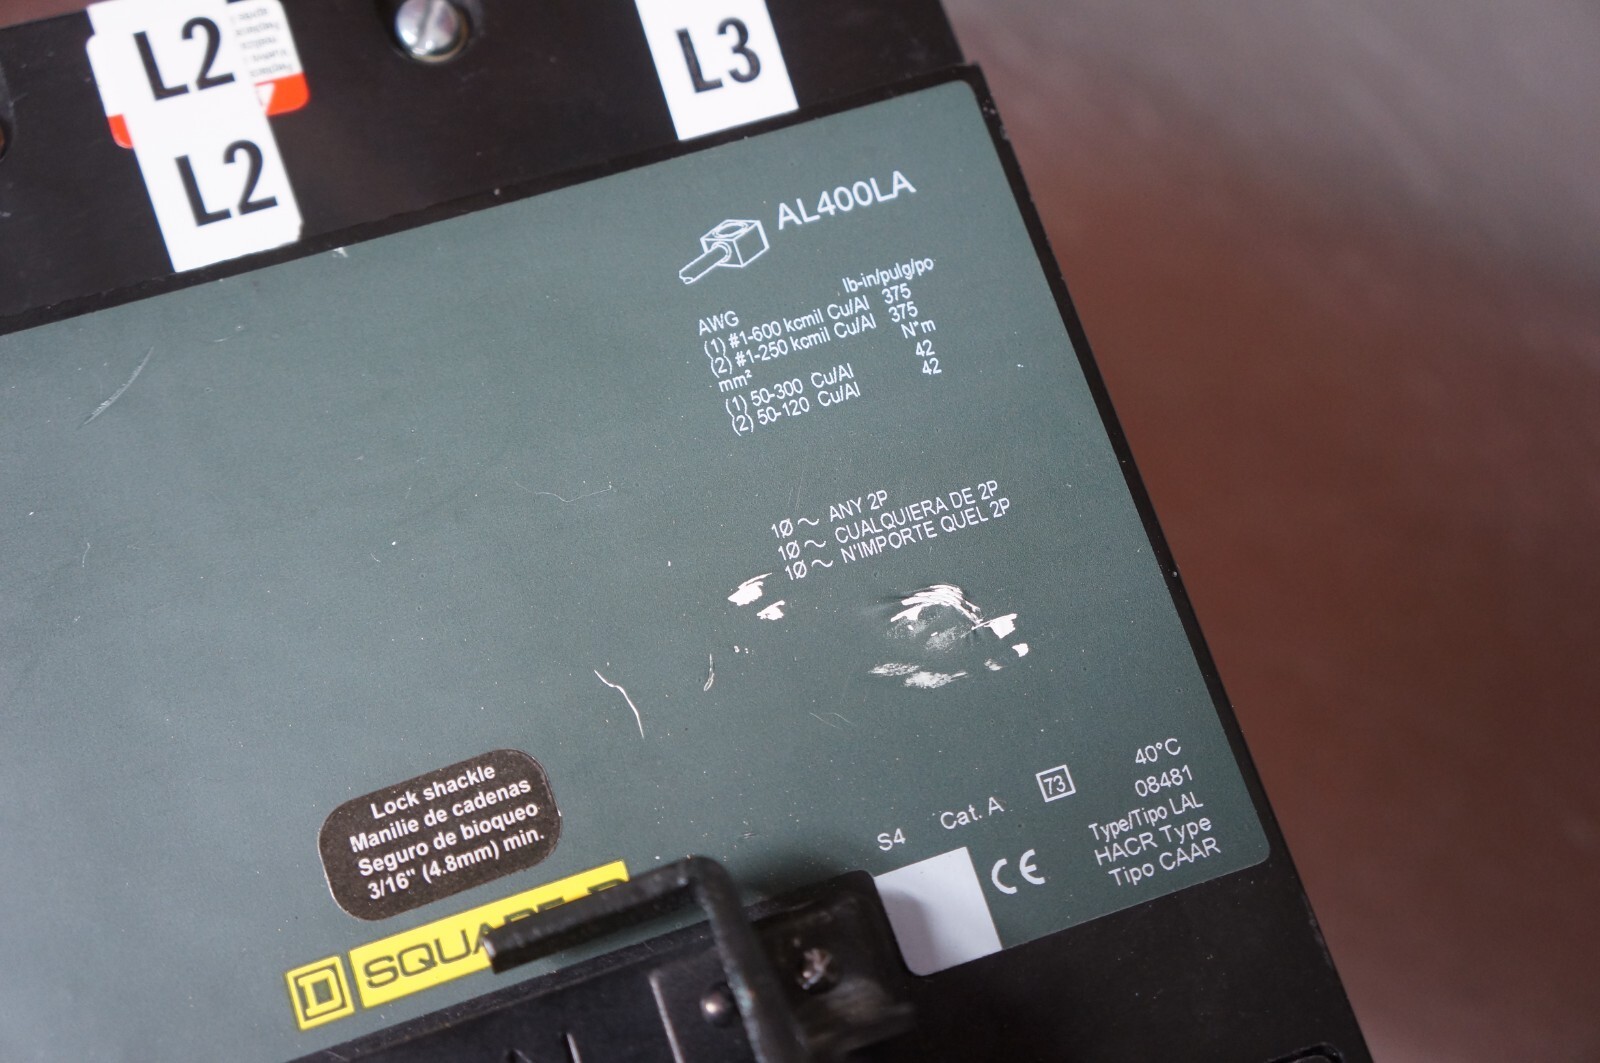 L2
L2
L3
AL400LA
lb-in/pulg/po
AWG
(1) #1-600 kcmil Cu/Al 375
(2) #1-250 kcmil Cu/Al 375
mm² N*m
(1) 50-300 Cu/Al 42
(2) 50-120 Cu/Al 42
1Ø ~ ANY 2P
1Ø ~ CUALQUIERA DE 2P
1Ø ~ N'IMPORTE QUEL 2P
Lock shackle
Manilie de cadenas
Seguro de bioqueo
3/16" (4.8mm) min.
D SQUARE D
S4 Cat. A 73 40°C
08481
CE Type/Tipo LAL
HACR Type
Tipo CAAR